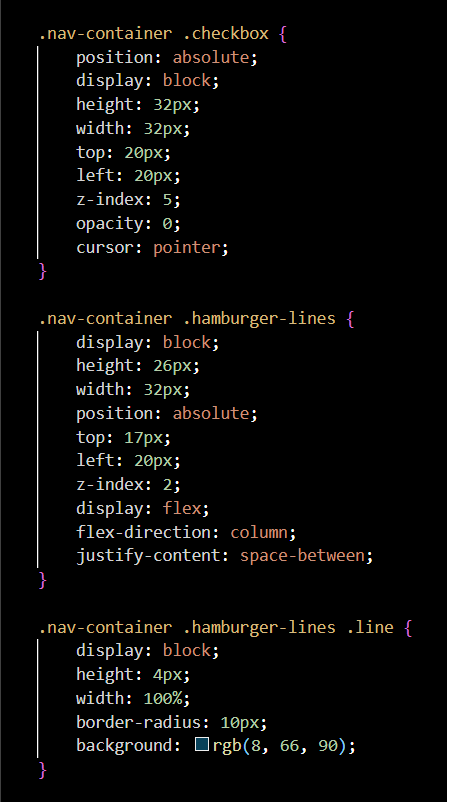 .nav-container .checkbox {
    position: absolute;
    display: block;
    height: 32px;
    width: 32px;
    top: 20px;
    left: 20px;
    z-index: 5;
    opacity: 0;
    cursor: pointer;
}

.nav-container .hamburger-lines {
    display: block;
    height: 26px;
    width: 32px;
    position: absolute;
    top: 17px;
    left: 20px;
    z-index: 2;
    display: flex;
    flex-direction: column;
    justify-content: space-between;
}

.nav-container .hamburger-lines .line {
    display: block;
    height: 4px;
    width: 100%;
    border-radius: 10px;
    background: rgb(8, 66, 90);
}